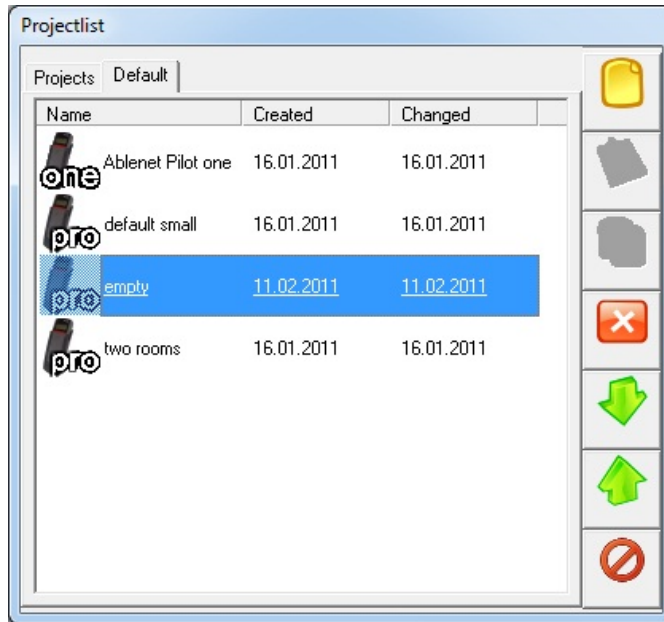 Projectlist
Projects Default
Name Created Changed
one Ablenet Pilot one 16.01.2011 16.01.2011
pro default small 16.01.2011 16.01.2011
pro empty 11.02.2011 11.02.2011
pro two rooms 16.01.2011 16.01.2011